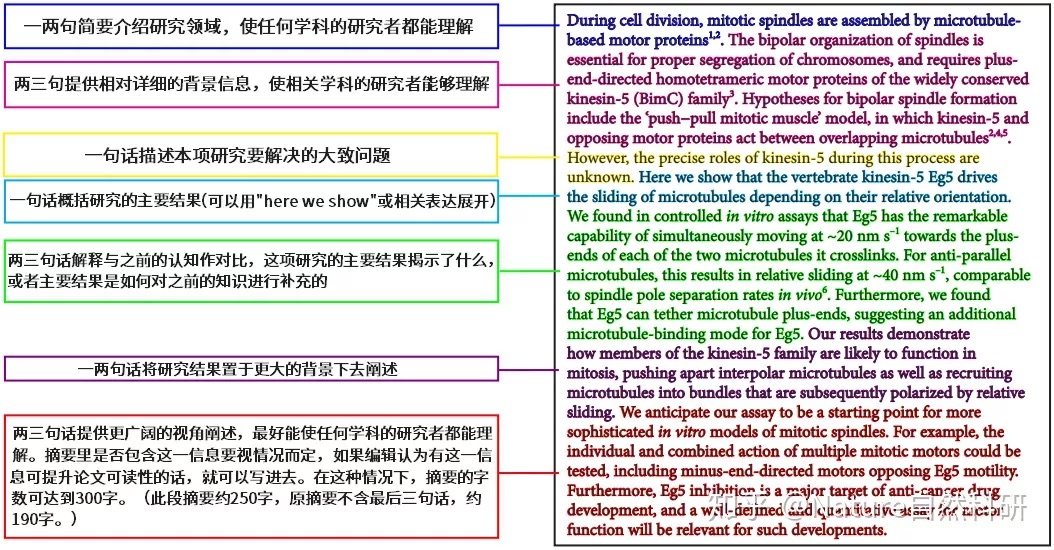 一两句简要介绍研究领域，使任何学科的研究者都能理解
两三句提供相对详细的背景信息，使相关学科的研究者能够理解
一句话描述本项研究要解决的大致问题
一句话概括研究的主要结果(可以用"here we show"或相关表达展开)
两三句话解释与之前的认知作对比，这项研究的主要结果揭示了什么，
或者主要结果是如何对之前的知识进行补充的
一两句话将研究结果置于更大的背景下去阐述
两三句话提供更广阔的视角阐述，最好能使任何学科的研究者都能理
解。摘要里是否包含这一信息要视情况而定，如果编辑认为有这一信
息可提升论文可读性的话，就可以写进去。在这种情况下，摘要的字
数可达到300字。（此段摘要约250字，原摘要不含最后三句话，约
190字。）
During cell division, mitotic spindles are assembled by microtubule-
based motor proteins1,2. The bipolar organization of spindles is
essential for proper segregation of chromosomes, and requires plus-
end-directed homotetrameric motor proteins of the widely conserved
kinesin-5 (BimC) family3. Hypotheses for bipolar spindle formation
include the ‘push−pull mitotic muscle’ model, in which kinesin-5 and
opposing motor proteins act between overlapping microtubules2,4,5.
However, the precise roles of kinesin-5 during this process are
unknown. Here we show that the vertebrate kinesin-5 Eg5 drives
the sliding of microtubules depending on their relative orientation.
We found in controlled in vitro assays that Eg5 has the remarkable
capability of simultaneously moving at ~20 nm s−1 towards the plus-
ends of each of the two microtubules it crosslinks. For anti-parallel
microtubules, this results in relative sliding at ~40 nm s−1, comparable
to spindle pole separation rates in vivo6. Furthermore, we found
that Eg5 can tether microtubule plus-ends, suggesting an additional
microtubule-binding mode for Eg5. Our results demonstrate
how members of the kinesin-5 family are likely to function in
mitosis, pushing apart interpolar microtubules as well as recruiting
microtubules into bundles that are subsequently polarized by relative
sliding. We anticipate our assay to be a starting point for more
sophisticated in vitro models of mitotic spindles. For example, the
individual and combined action of multiple mitotic motors could be
tested, including minus-end-directed motors opposing Eg5 motility.
Furthermore, Eg5 inhibition is a major target of anti-cancer drug
development, and a well-defined and quantitative assay for motor
function will be relevant for such developments.
知乎 @Nature自然科研